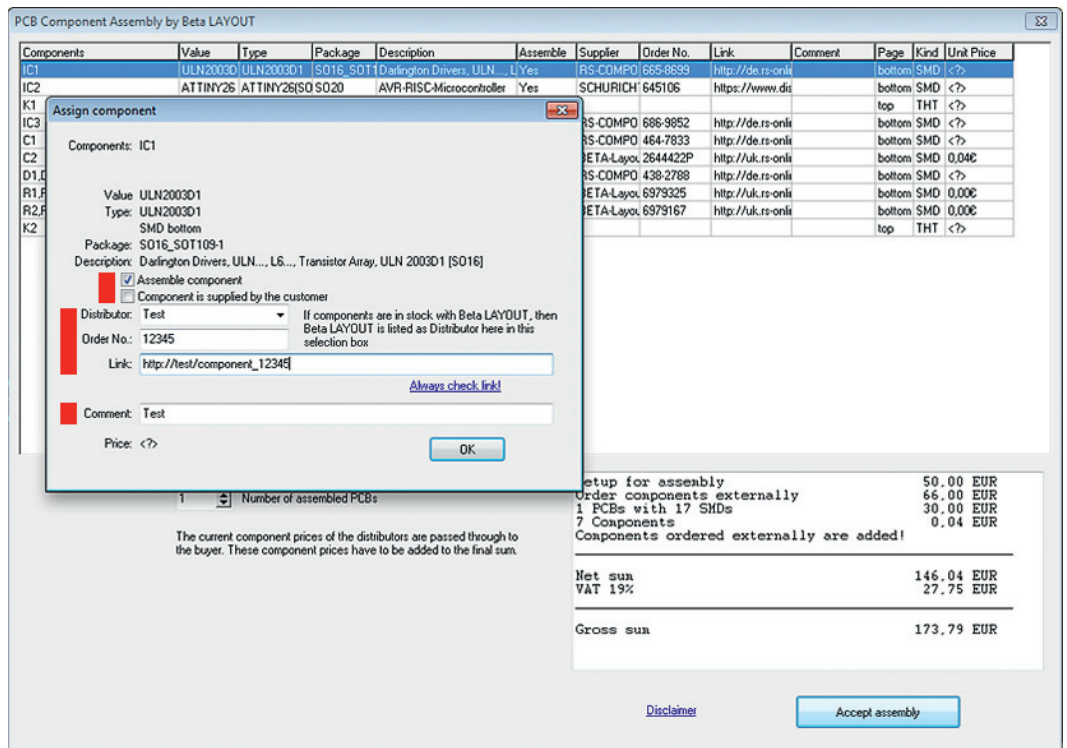 PCB Component Assembly by Beta LAYOUT
Components Value Type Package Description Assemble Supplier Order No. Link Comment Page Kind Unit Price
IC1 ULN2003D ULN2003D1 SO16_SOT1 Darlington Drivers, ULN..., L Yes RS-COMPO 665-8699 http://de.rs-onli bottom SMD <?>
IC2 ATTINY26 ATTINY26(SO SO20 AVR-RISC-Microcontroller Yes SCHURICH 645106 https://www.dis bottom SMD <?>
K1 top THT <?>
IC3 RS-COMPO 686-9852 http://de.rs-onli bottom SMD <?>
C1 RS-COMPO 464-7833 http://de.rs-onli bottom SMD <?>
C2 BETA-Layou 2644422P http://uk.rs-onli bottom SMD 0,04€
D1,D RS-COMPO 438-2788 http://de.rs-onli bottom SMD <?>
R1,F BETA-Layou 6979325 http://uk.rs-onli bottom SMD 0,00€
R2,F BETA-Layou 6979167 http://uk.rs-onli bottom SMD 0,00€
K2 top THT <?>
Assign component
Components: IC1
Value ULN2003D1
Type: ULN2003D1
SMD bottom
Package: SO16_SOT109-1
Description: Darlington Drivers, ULN..., L6..., Transistor Array, ULN 2003D1 [SO16]
Assemble component
Component is supplied by the customer
Distributor: Test
If components are in stock with Beta LAYOUT, then
Beta LAYOUT is listed as Distributor here in this
selection box
Order No.: 12345
Link: http://test/component_12345
Always check link!
Comment: Test
Price: <?>
OK
1 Number of assembled PCBs
The current component prices of the distributors are passed through to
the buyer. These component prices have to be added to the final sum.
Setup for assembly 50,00 EUR
Order components externally 66,00 EUR
1 PCBs with 17 SMDs 30,00 EUR
7 Components 0,04 EUR
Components ordered externally are added!
Net sum 146,04 EUR
VAT 19% 27,75 EUR
Gross sum 173,79 EUR
Disclaimer
Accept assembly